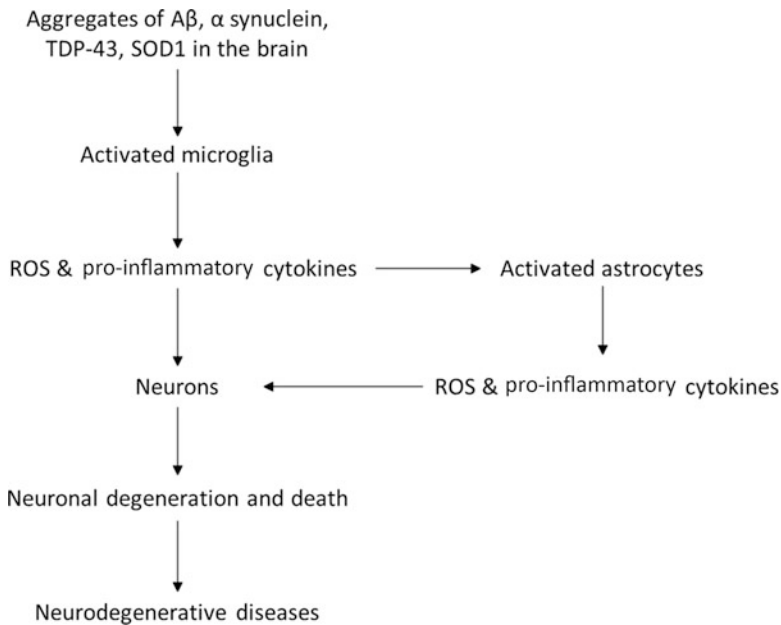 Aggregates of Aβ, α synuclein,
TDP-43, SOD1 in the brain
Activated microglia
ROS & pro-inflammatory cytokines
Activated astrocytes
Neurons
ROS & pro-inflammatory cytokines
Neuronal degeneration and death
Neurodegenerative diseases